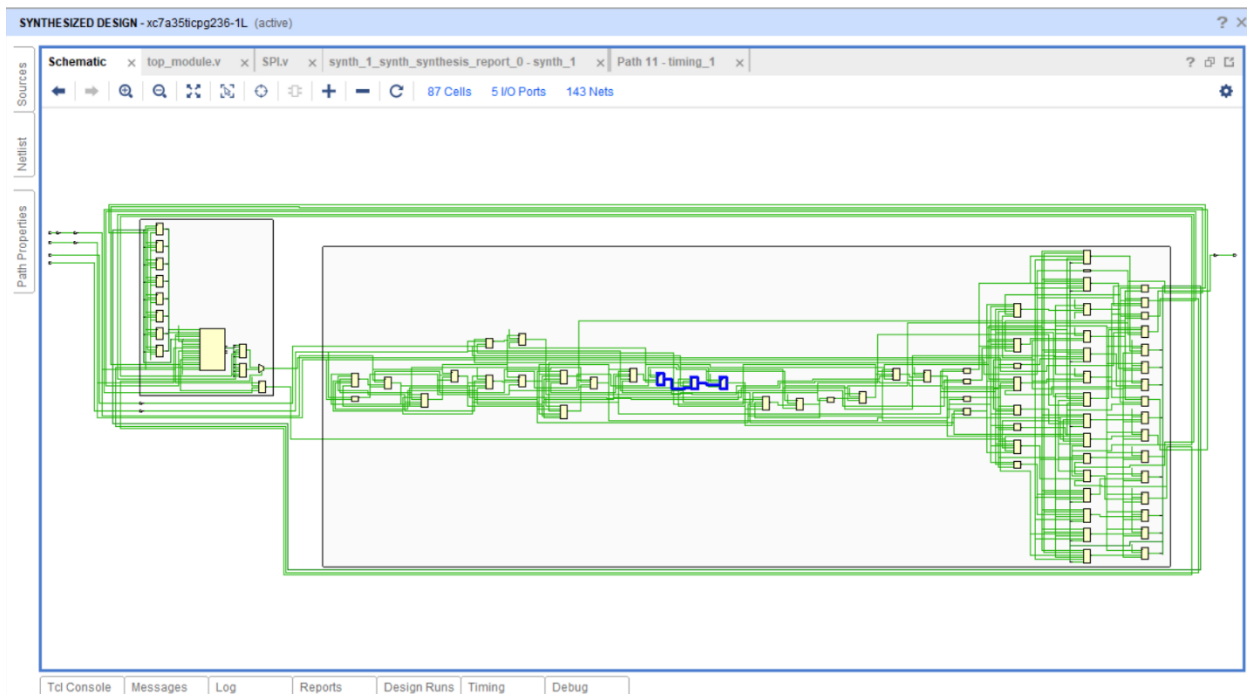 SYNTHESIZED DESIGN - xc7a35ticpg236-1L (active)
Schematic
top_module.v
SPI.v
synth_1_synth_synthesis_report_0 - synth_1
Path 11 - timing_1
87 Cells 5 I/O Ports 143 Nets
Sources
Netlist
Path Properties
Tcl Console Messages Log Reports Design Runs Timing Debug